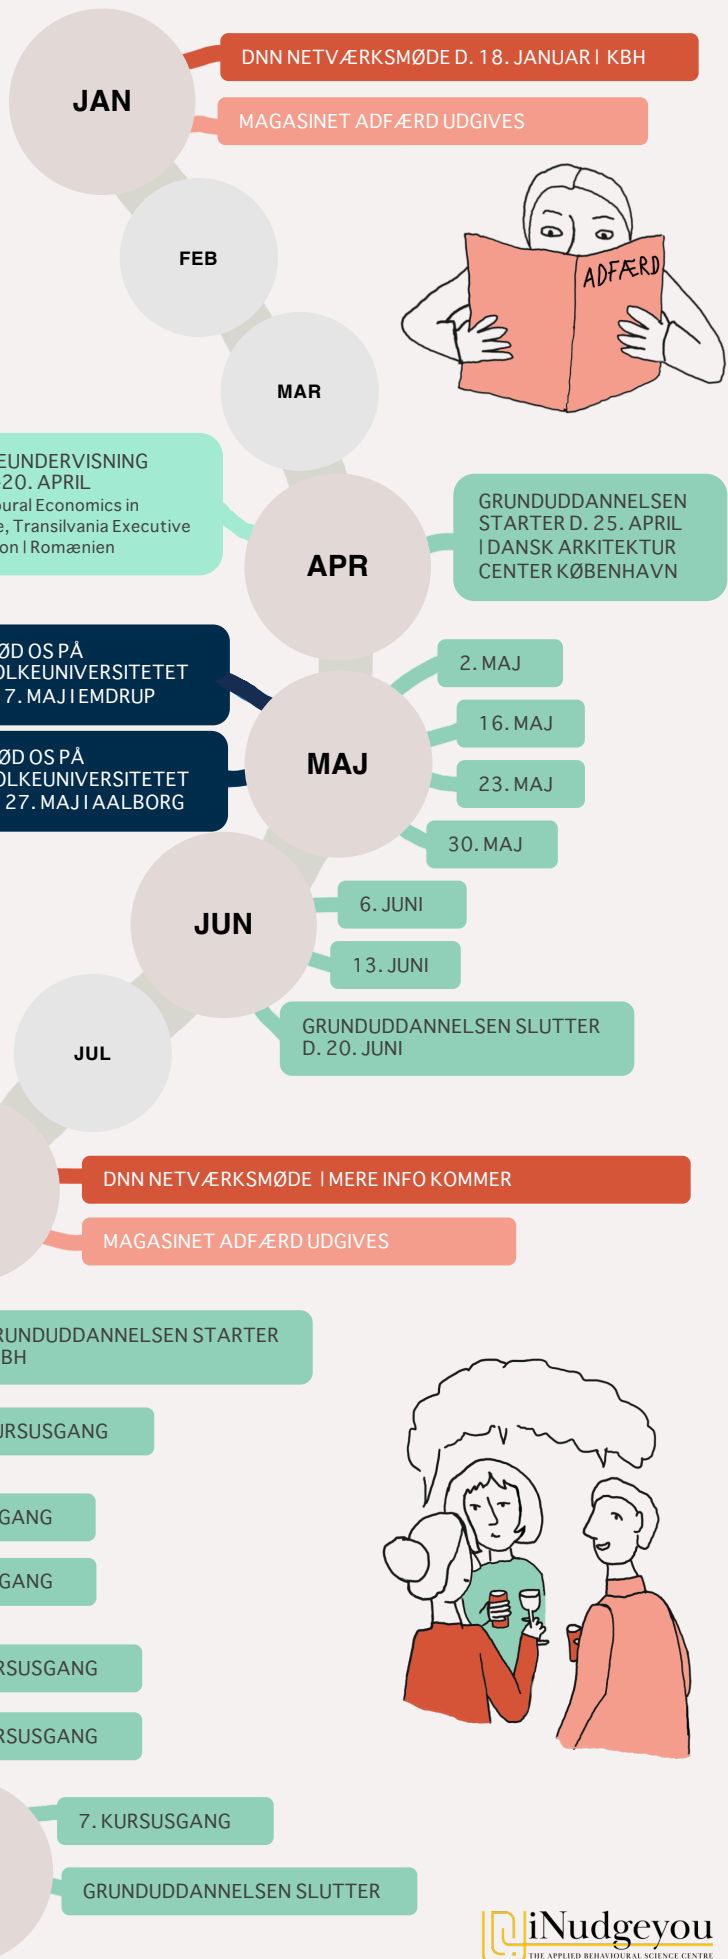 JAN
DNN NETVÆRKSMØDE D. 18. JANUAR | KBH
MAGASINET ADFÆRD UDGIVES
FEB
ADFÆRD
MAR
EUNDERVISNING
20. APRIL
oural Economics in
e, Transilvania Executive
on | Romænien
APR
GRUNDUDDANNELSEN
STARTER D. 25. APRIL
| DANSK ARKITEKTUR
CENTER KØBENHAVN
ØD OS PÅ
OLKEUNIVERSITETET
7. MAJ I EMDRUP
ØD OS PÅ
OLKEUNIVERSITETET
27. MAJ I AALBORG
MAJ
2. MAJ
16. MAJ
23. MAJ
30. MAJ
JUN
6. JUNI
13. JUNI
GRUNDUDDANNELSEN SLUTTER
D. 20. JUNI
JUL
DNN NETVÆRKSMØDE | MERE INFO KOMMER
MAGASINET ADFÆRD UDGIVES
RUNDUDDANNELSEN STARTER
BH
URSUSGANG
GANG
GANG
RSUSGANG
RSUSGANG
7. KURSUSGANG
GRUNDUDDANNELSEN SLUTTER
iNudgeyou
THE APPLIED BEHAVIOURAL SCIENCE CENTRE